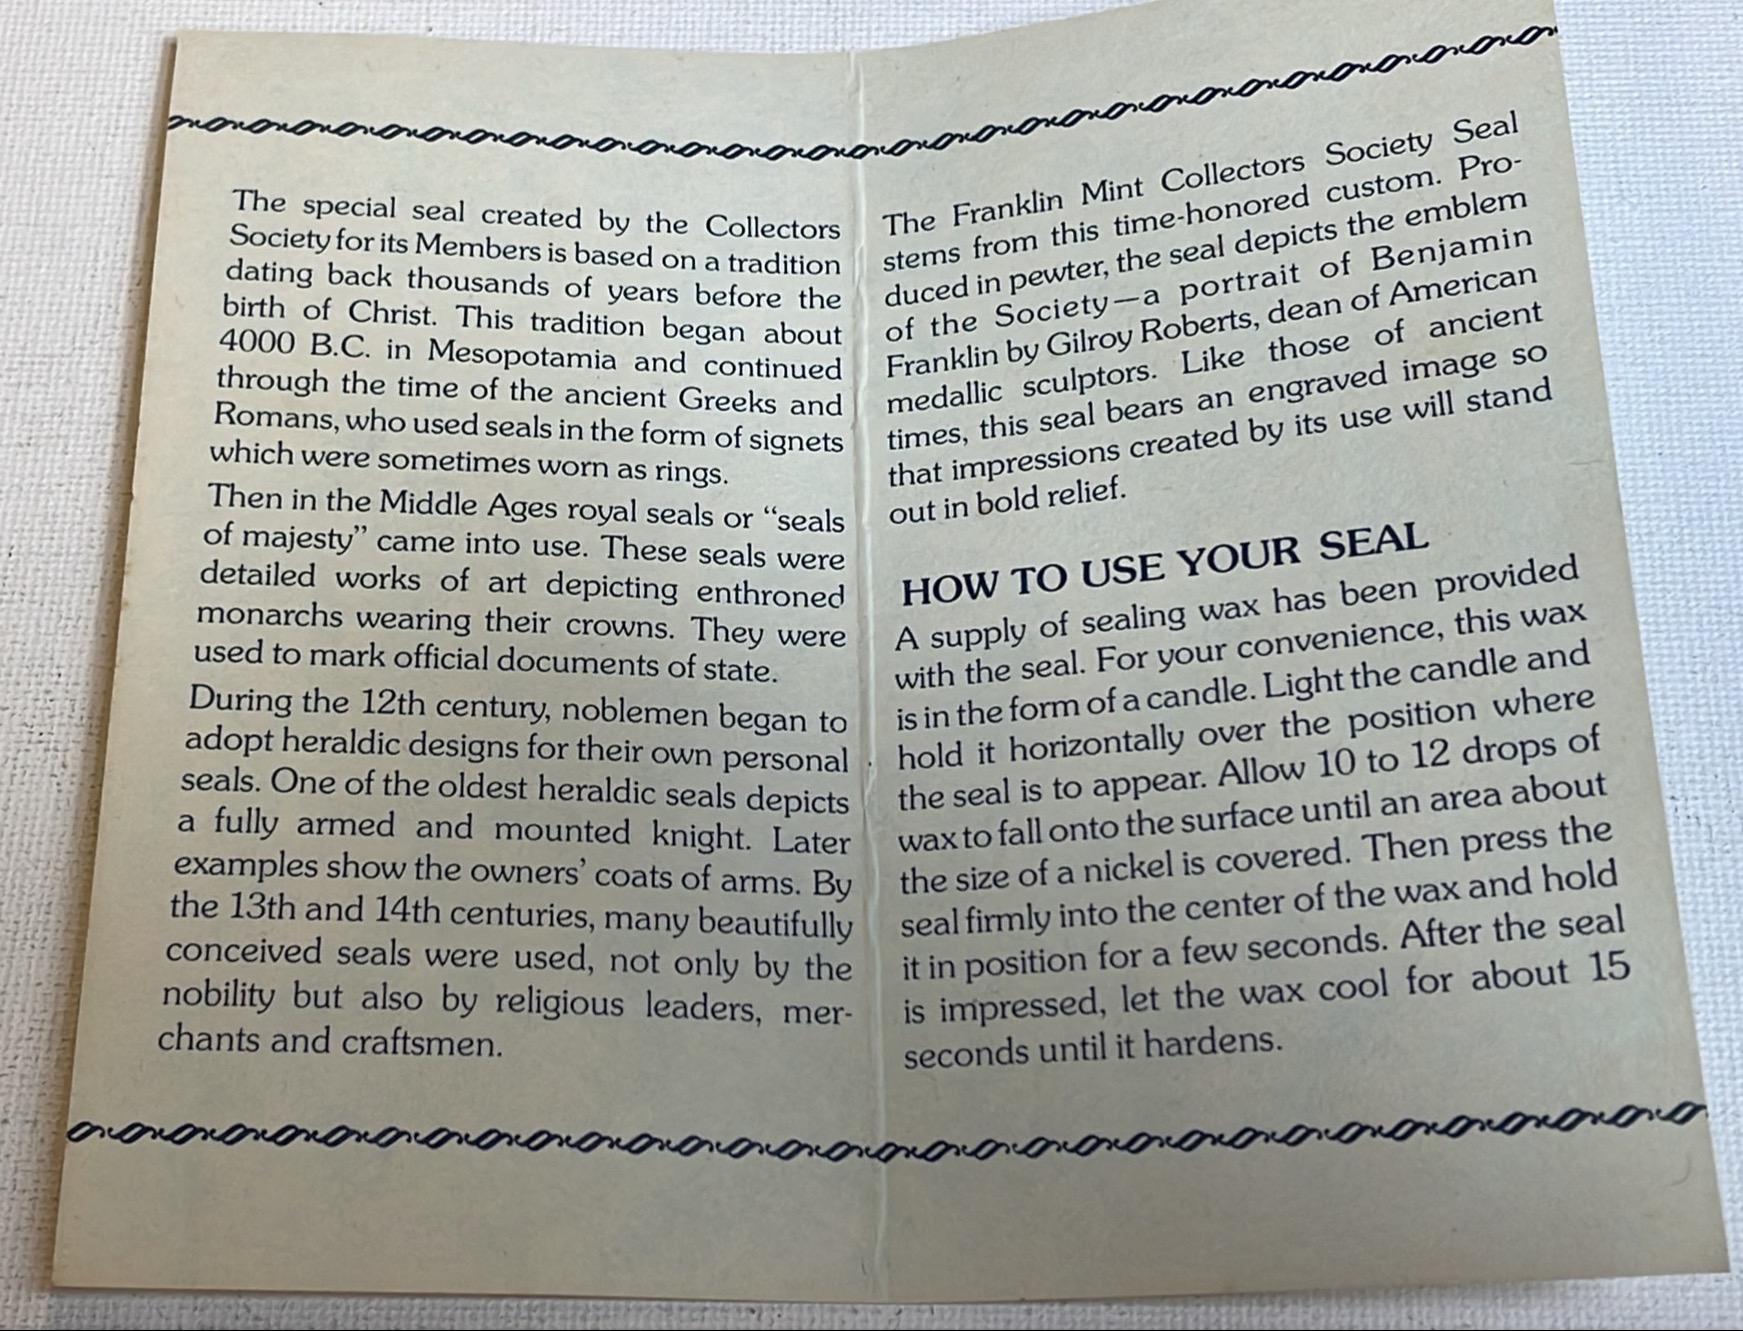 The special seal created by the Collectors
Society for its Members is based on a tradition
dating back thousands of years before the
birth of Christ. This tradition began about
4000 B.C. in Mesopotamia and continued
through the time of the ancient Greeks and
Romans, who used seals in the form of signets
which were sometimes worn as rings.
Then in the Middle Ages royal seals or “seals
of majesty” came into use. These seals were
detailed works of art depicting enthroned
monarchs wearing their crowns. They were
used to mark official documents of state.
During the 12th century, noblemen began to
adopt heraldic designs for their own personal
seals. One of the oldest heraldic seals depicts
a fully armed and mounted knight. Later
examples show the owners’ coats of arms. By
the 13th and 14th centuries, many beautifully
conceived seals were used, not only by the
nobility but also by religious leaders, mer-
chants and craftsmen.
The Franklin Mint Collectors Society Seal
stems from this time-honored custom. Pro-
duced in pewter, the seal depicts the emblem
of the Society—a portrait of Benjamin
Franklin by Gilroy Roberts, dean of American
medallic sculptors. Like those of ancient
times, this seal bears an engraved image so
that impressions created by its use will stand
out in bold relief.
HOW TO USE YOUR SEAL
A supply of sealing wax has been provided
with the seal. For your convenience, this wax
is in the form of a candle. Light the candle and
hold it horizontally over the position where
the seal is to appear. Allow 10 to 12 drops of
wax to fall onto the surface until an area about
the size of a nickel is covered. Then press the
seal firmly into the center of the wax and hold
it in position for a few seconds. After the seal
is impressed, let the wax cool for about 15
seconds until it hardens.